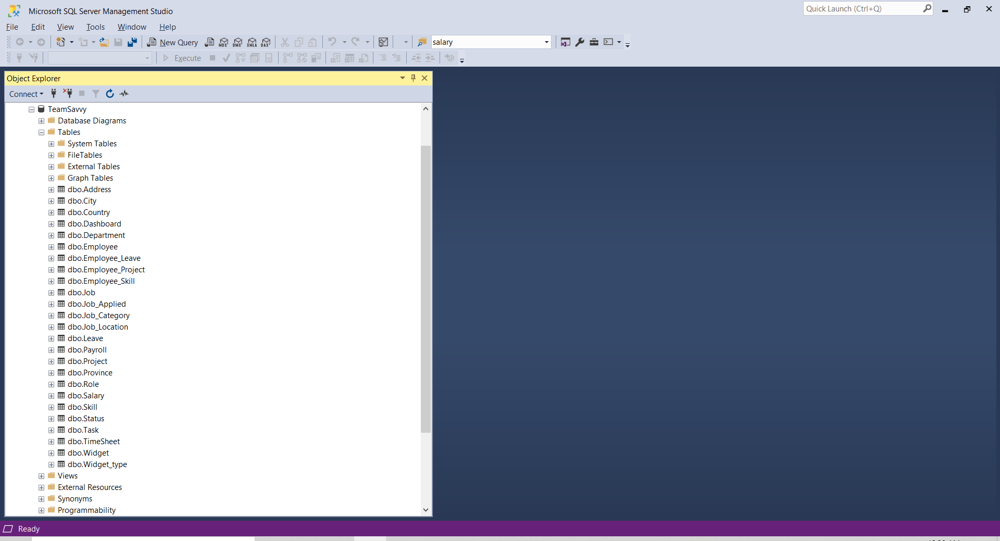 Microsoft SQL Server Management Studio
Quick Launch (Ctrl+Q)
File Edit View Tools Window Help
New Query MDX DMX XMLA DAX salary
Execute
Object Explorer
Connect
TeamSavvy
Database Diagrams
Tables
System Tables
FileTables
External Tables
Graph Tables
dbo.Address
dbo.City
dbo.Country
dbo.Dashboard
dbo.Department
dbo.Employee
dbo.Employee_Leave
dbo.Employee_Project
dbo.Employee_Skill
dbo.Job
dbo.Job_Applied
dbo.Job_Category
dbo.Job_Location
dbo.Leave
dbo.Payroll
dbo.Project
dbo.Province
dbo.Role
dbo.Salary
dbo.Skill
dbo.Status
dbo.Task
dbo.TimeSheet
dbo.Widget
dbo.Widget_type
Views
External Resources
Synonyms
Programmability
Ready